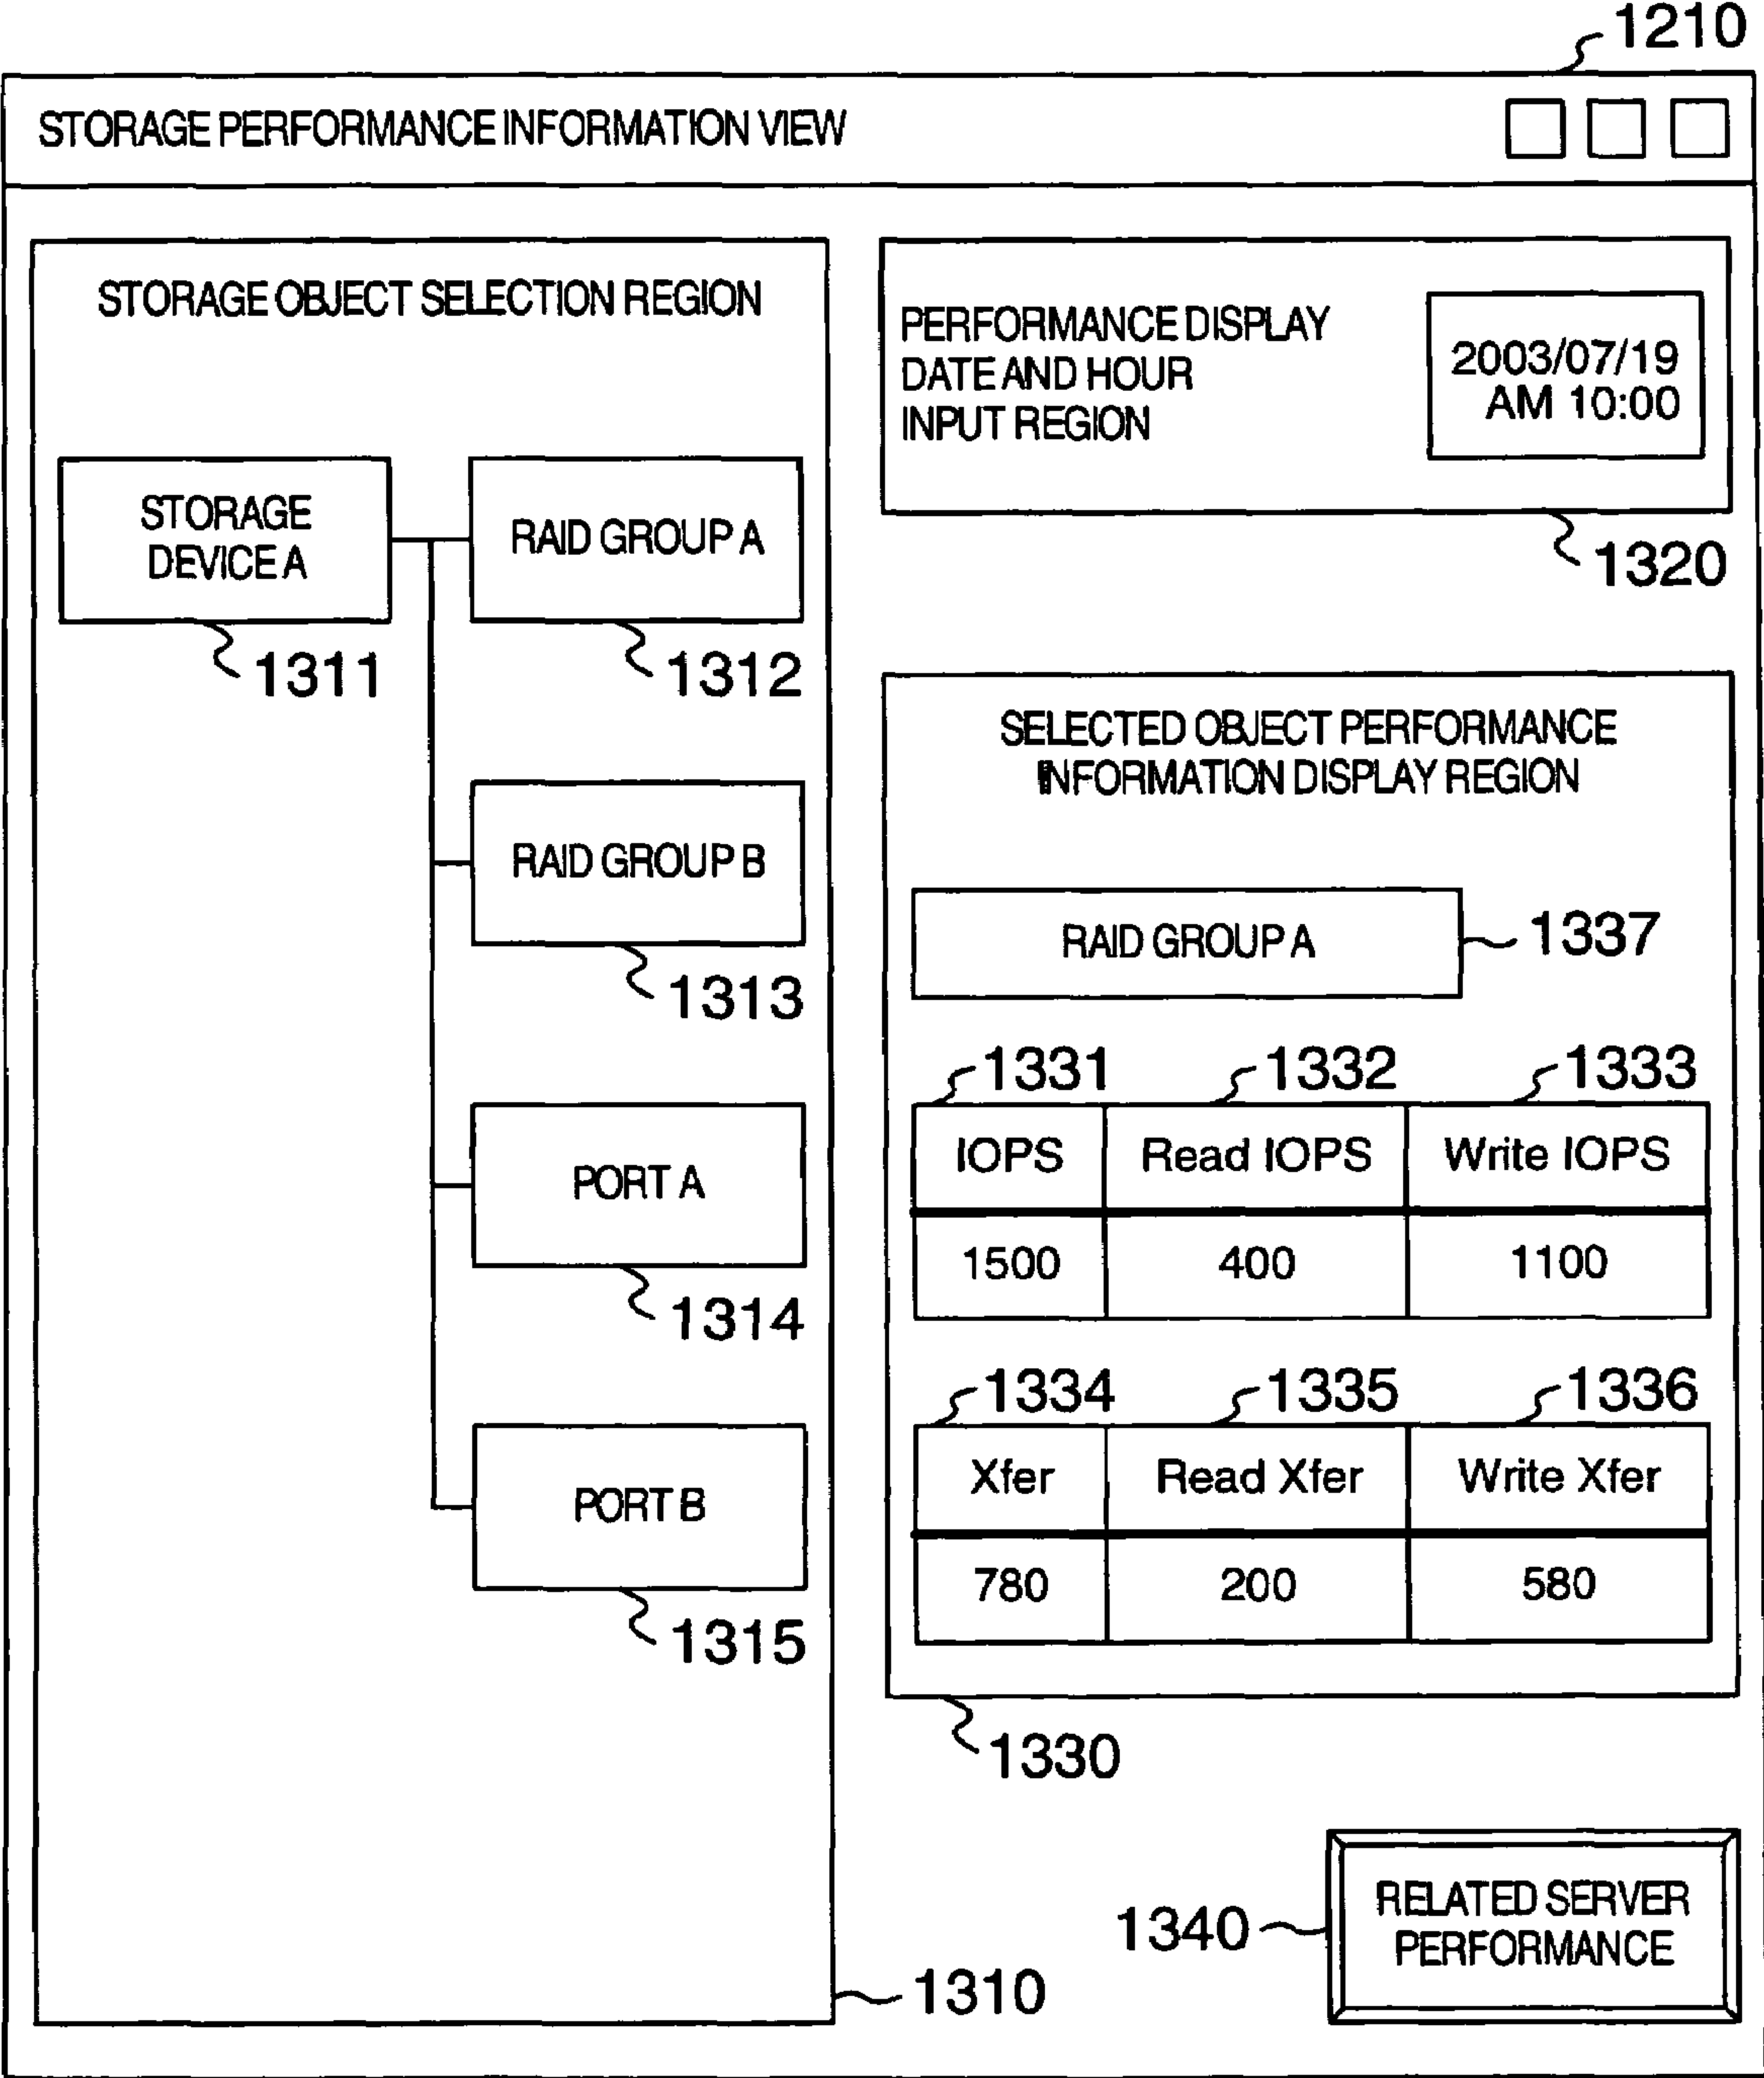 1210
STORAGE PERFORMANCE INFORMATION VIEW
STORAGE OBJECT SELECTION REGION
STORAGE
DEVICE A
1311
RAID GROUP A
1312
RAID GROUP B
1313
PORT A
1314
PORT B
1315
1310
PERFORMANCE DISPLAY
DATE AND HOUR
INPUT REGION
2003/07/19
AM 10:00
1320
SELECTED OBJECT PERFORMANCE
INFORMATION DISPLAY REGION
RAID GROUP A
1337
1331 1332 1333
IOPS Read IOPS Write IOPS
1500 400 1100
1334 1335 1336
Xfer Read Xfer Write Xfer
780 200 580
1330
1340
RELATED SERVER
PERFORMANCE